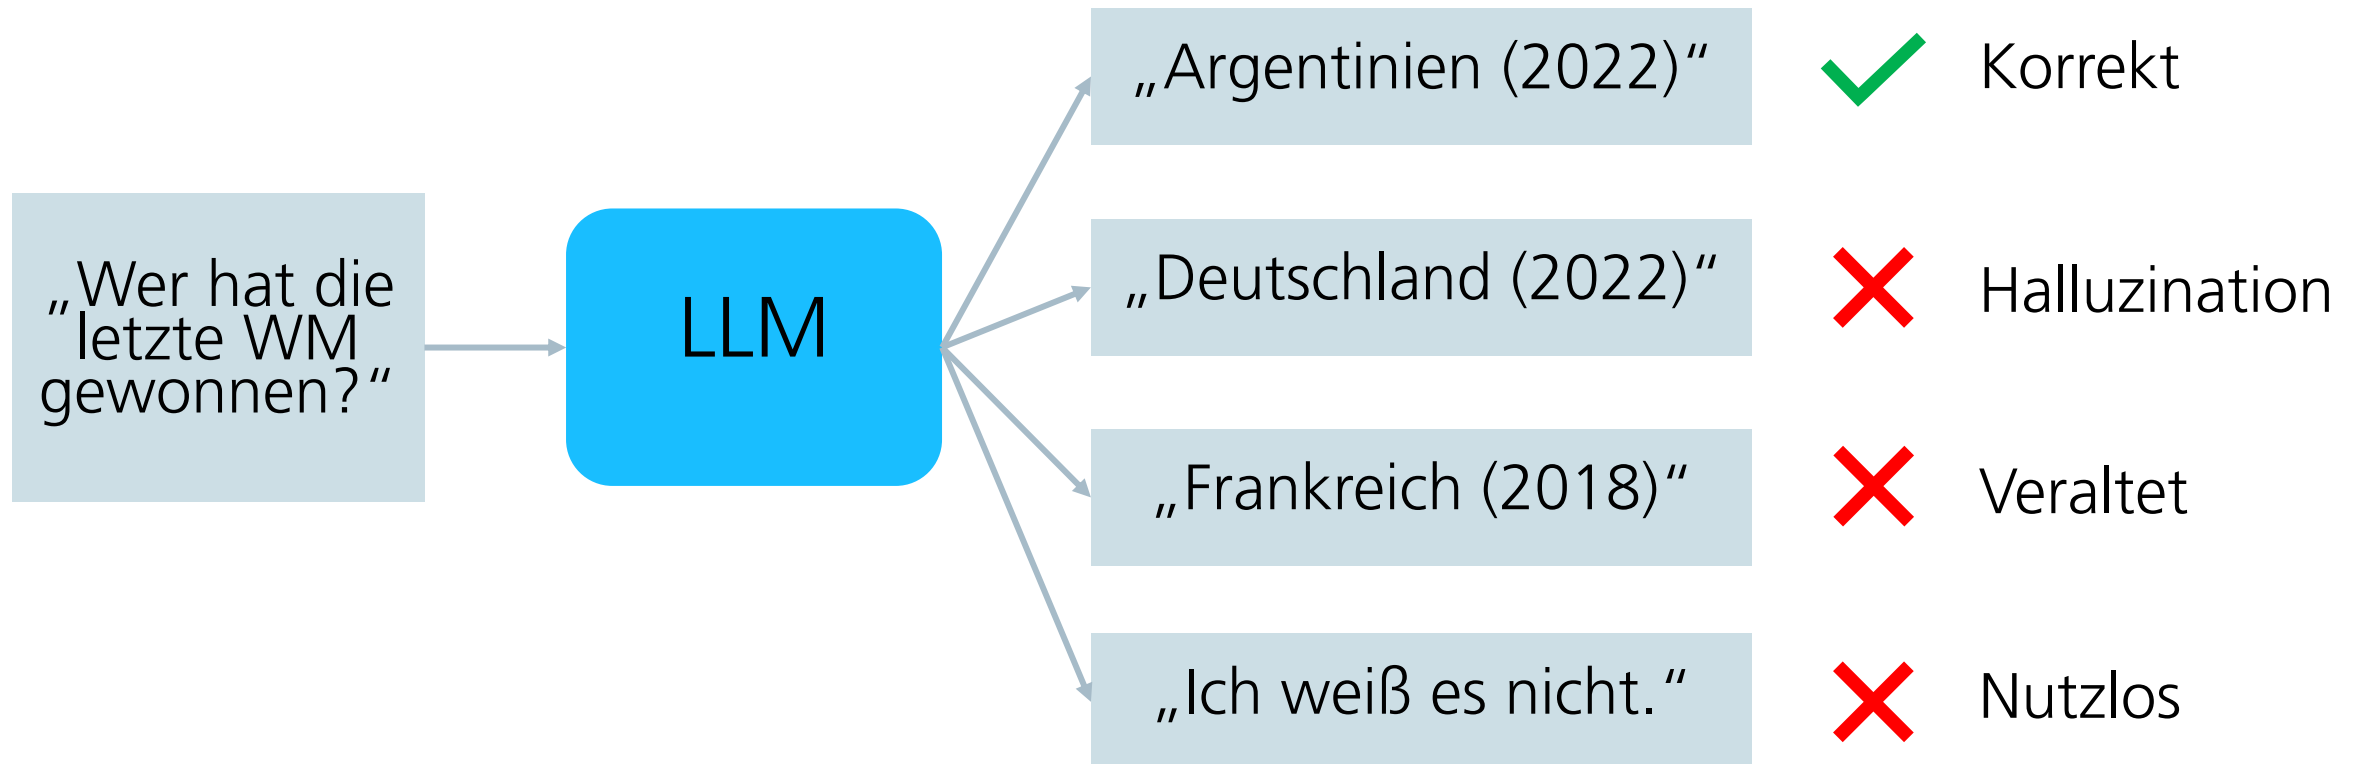 „Wer hat die
letzte WM
gewonnen?“
LLM
„Argentinien (2022)“
Korrekt
„Deutschland (2022)“
Halluzination
„Frankreich (2018)“
Veraltet
„Ich weiß es nicht.“
Nutzlos